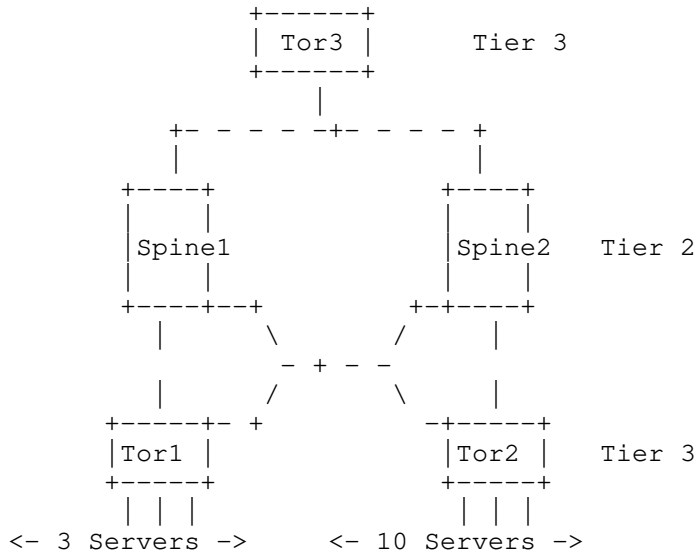 Tor3 Tier 3
Spine1 Spine2 Tier 2
Tor1 Tor2 Tier 3
<- 3 Servers -> <- 10 Servers ->